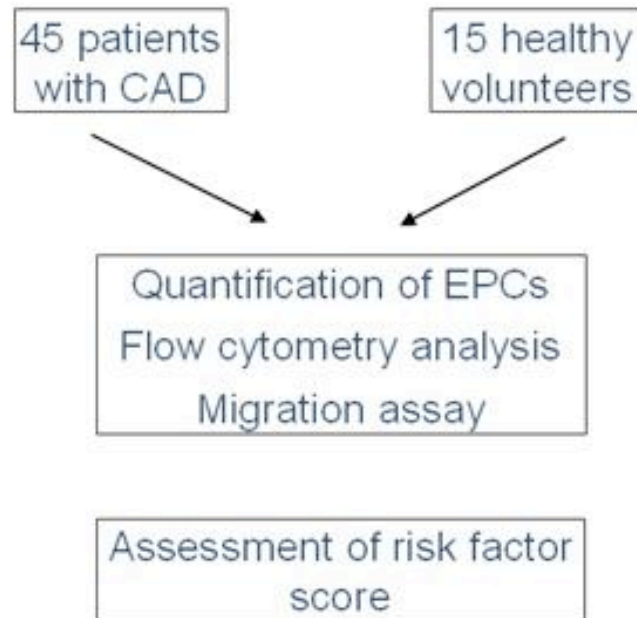 45 patients
with CAD
15 healthy
volunteers
Quantification of EPCs
Flow cytometry analysis
Migration assay
Assessment of risk factor
score